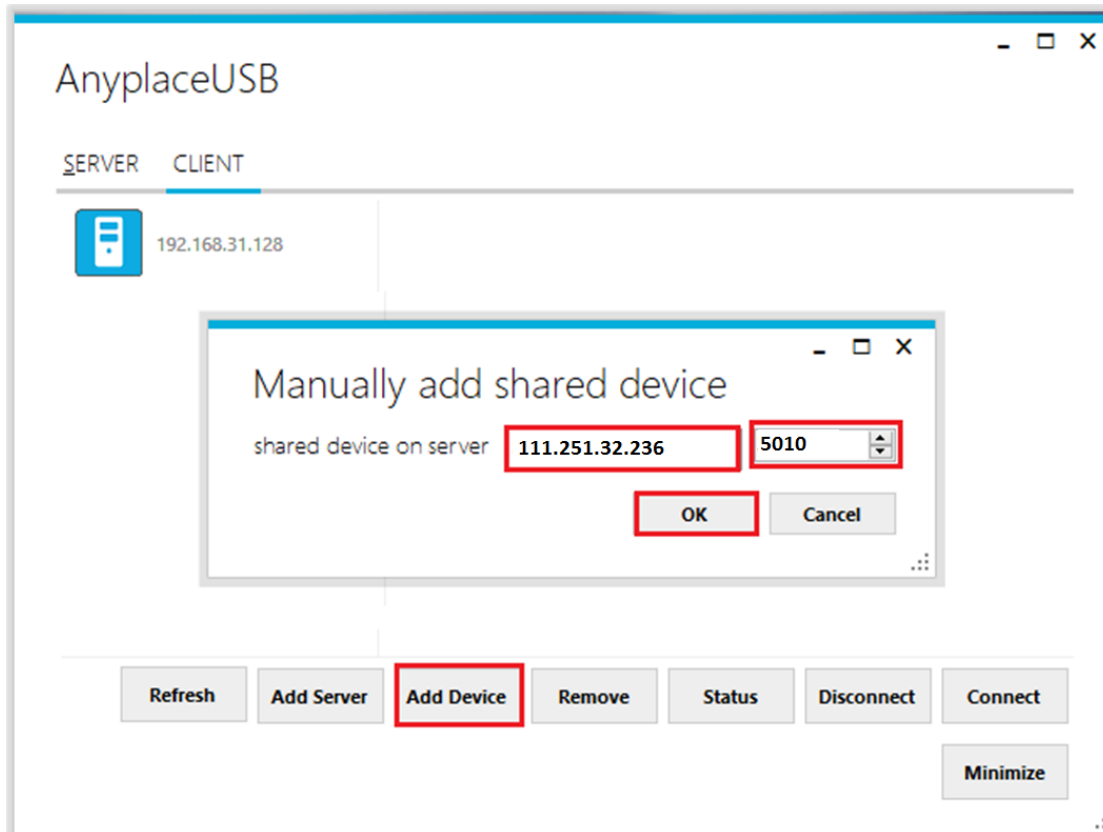 AnyplaceUSB
SERVER CLIENT
192.168.31.128
Manually add shared device
shared device on server 111.251.32.236 5010
OK Cancel
Refresh Add Server Add Device Remove Status Disconnect Connect
Minimize